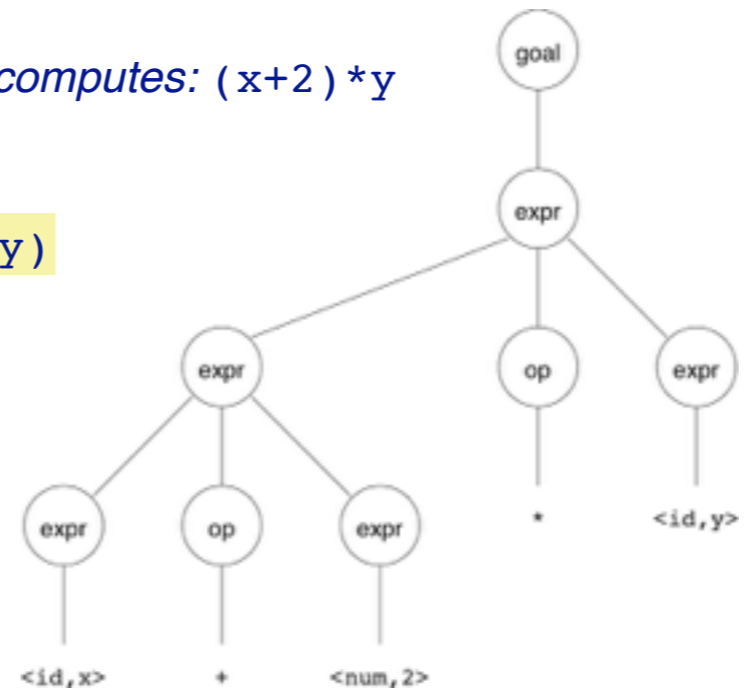 goal
computes: (x+2)*y
expr
y)
expr op expr
expr op expr * <id,y>
<id,x> + <num,2>